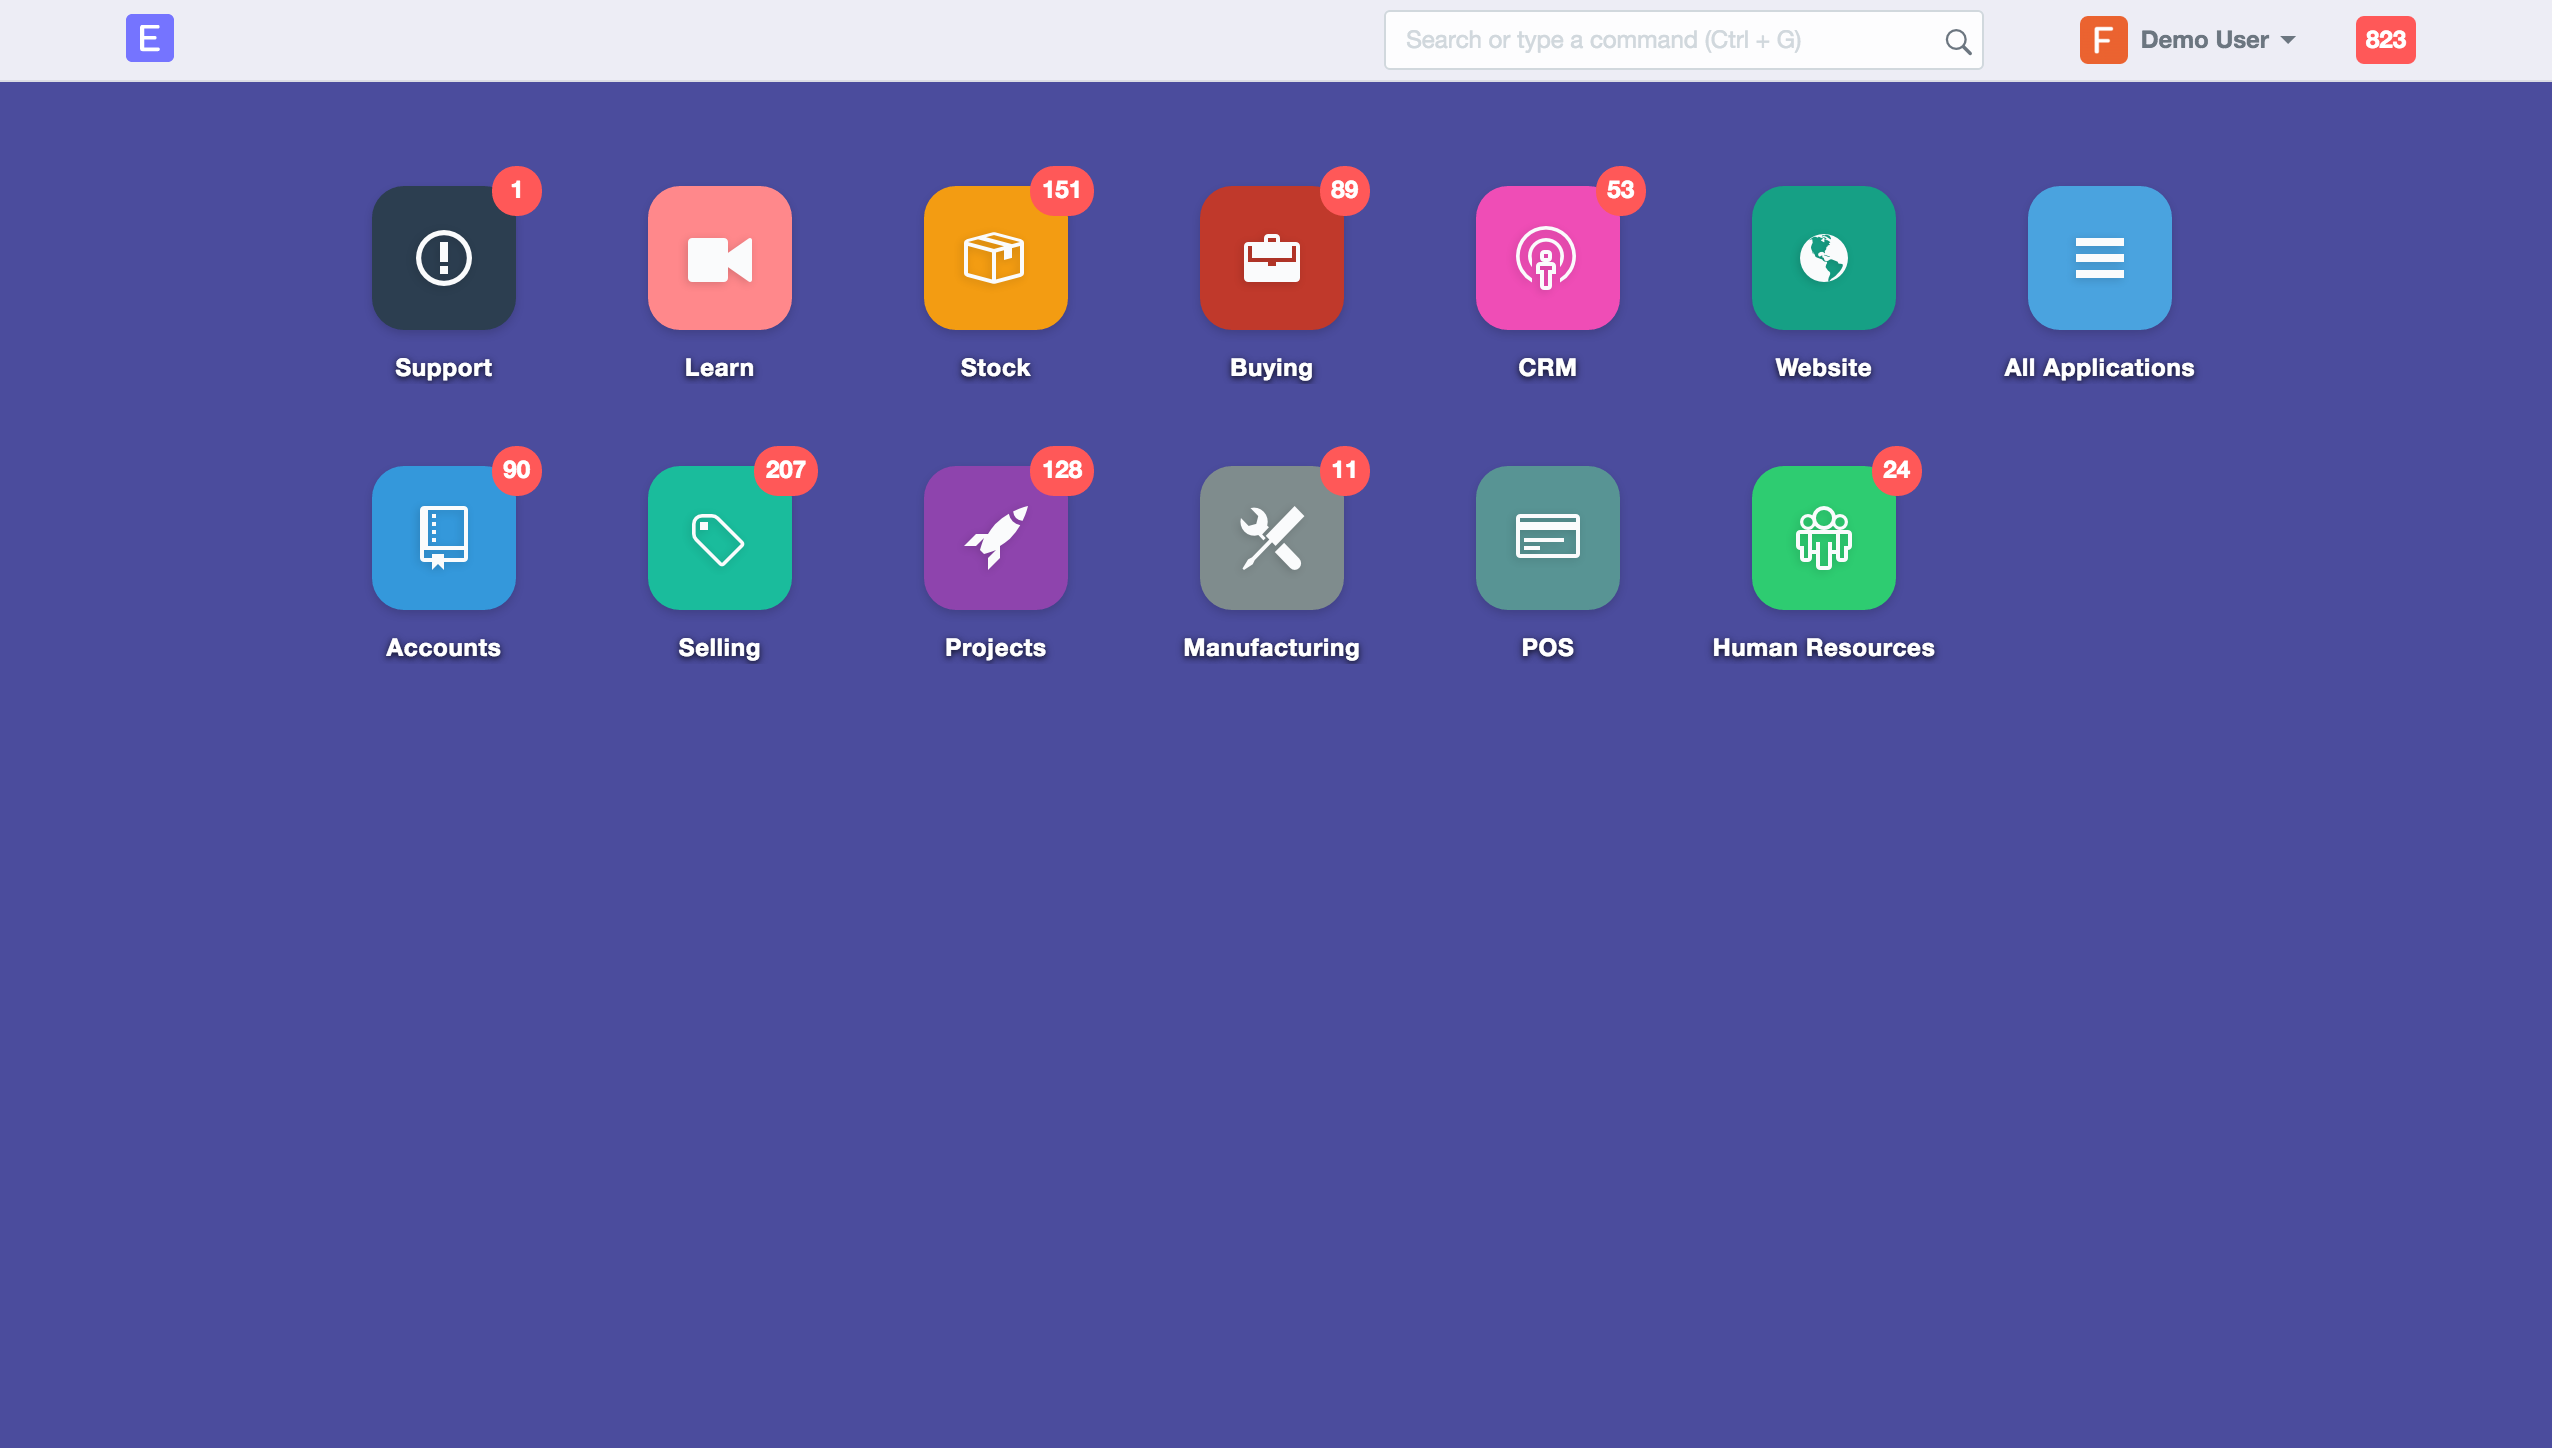 E
Search or type a command (Ctrl + G)
F Demo User
823
1
151
89
53
Support
Learn
Stock
Buying
CRM
Website
All Applications
90
207
128
11
24
Accounts
Selling
Projects
Manufacturing
POS
Human Resources